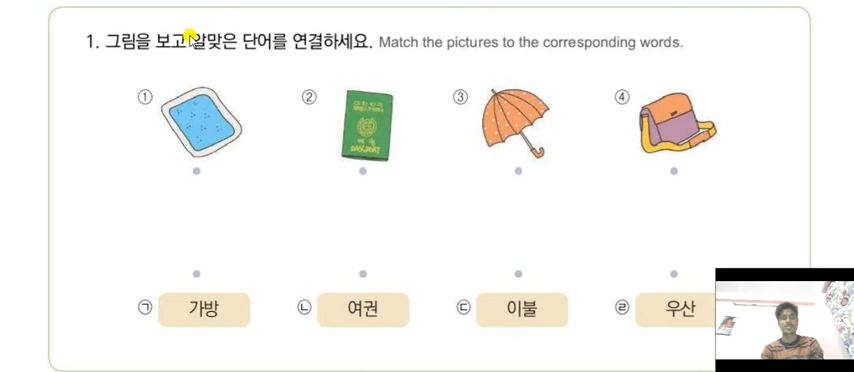 1. 그림을 보고 알맞은 단어를 연결하세요. Match the pictures to the corresponding words.
① ② ③ ④
PASSPORT
㉠ 가방 ㉡ 여권 ㉢ 이불 ㉣ 우산